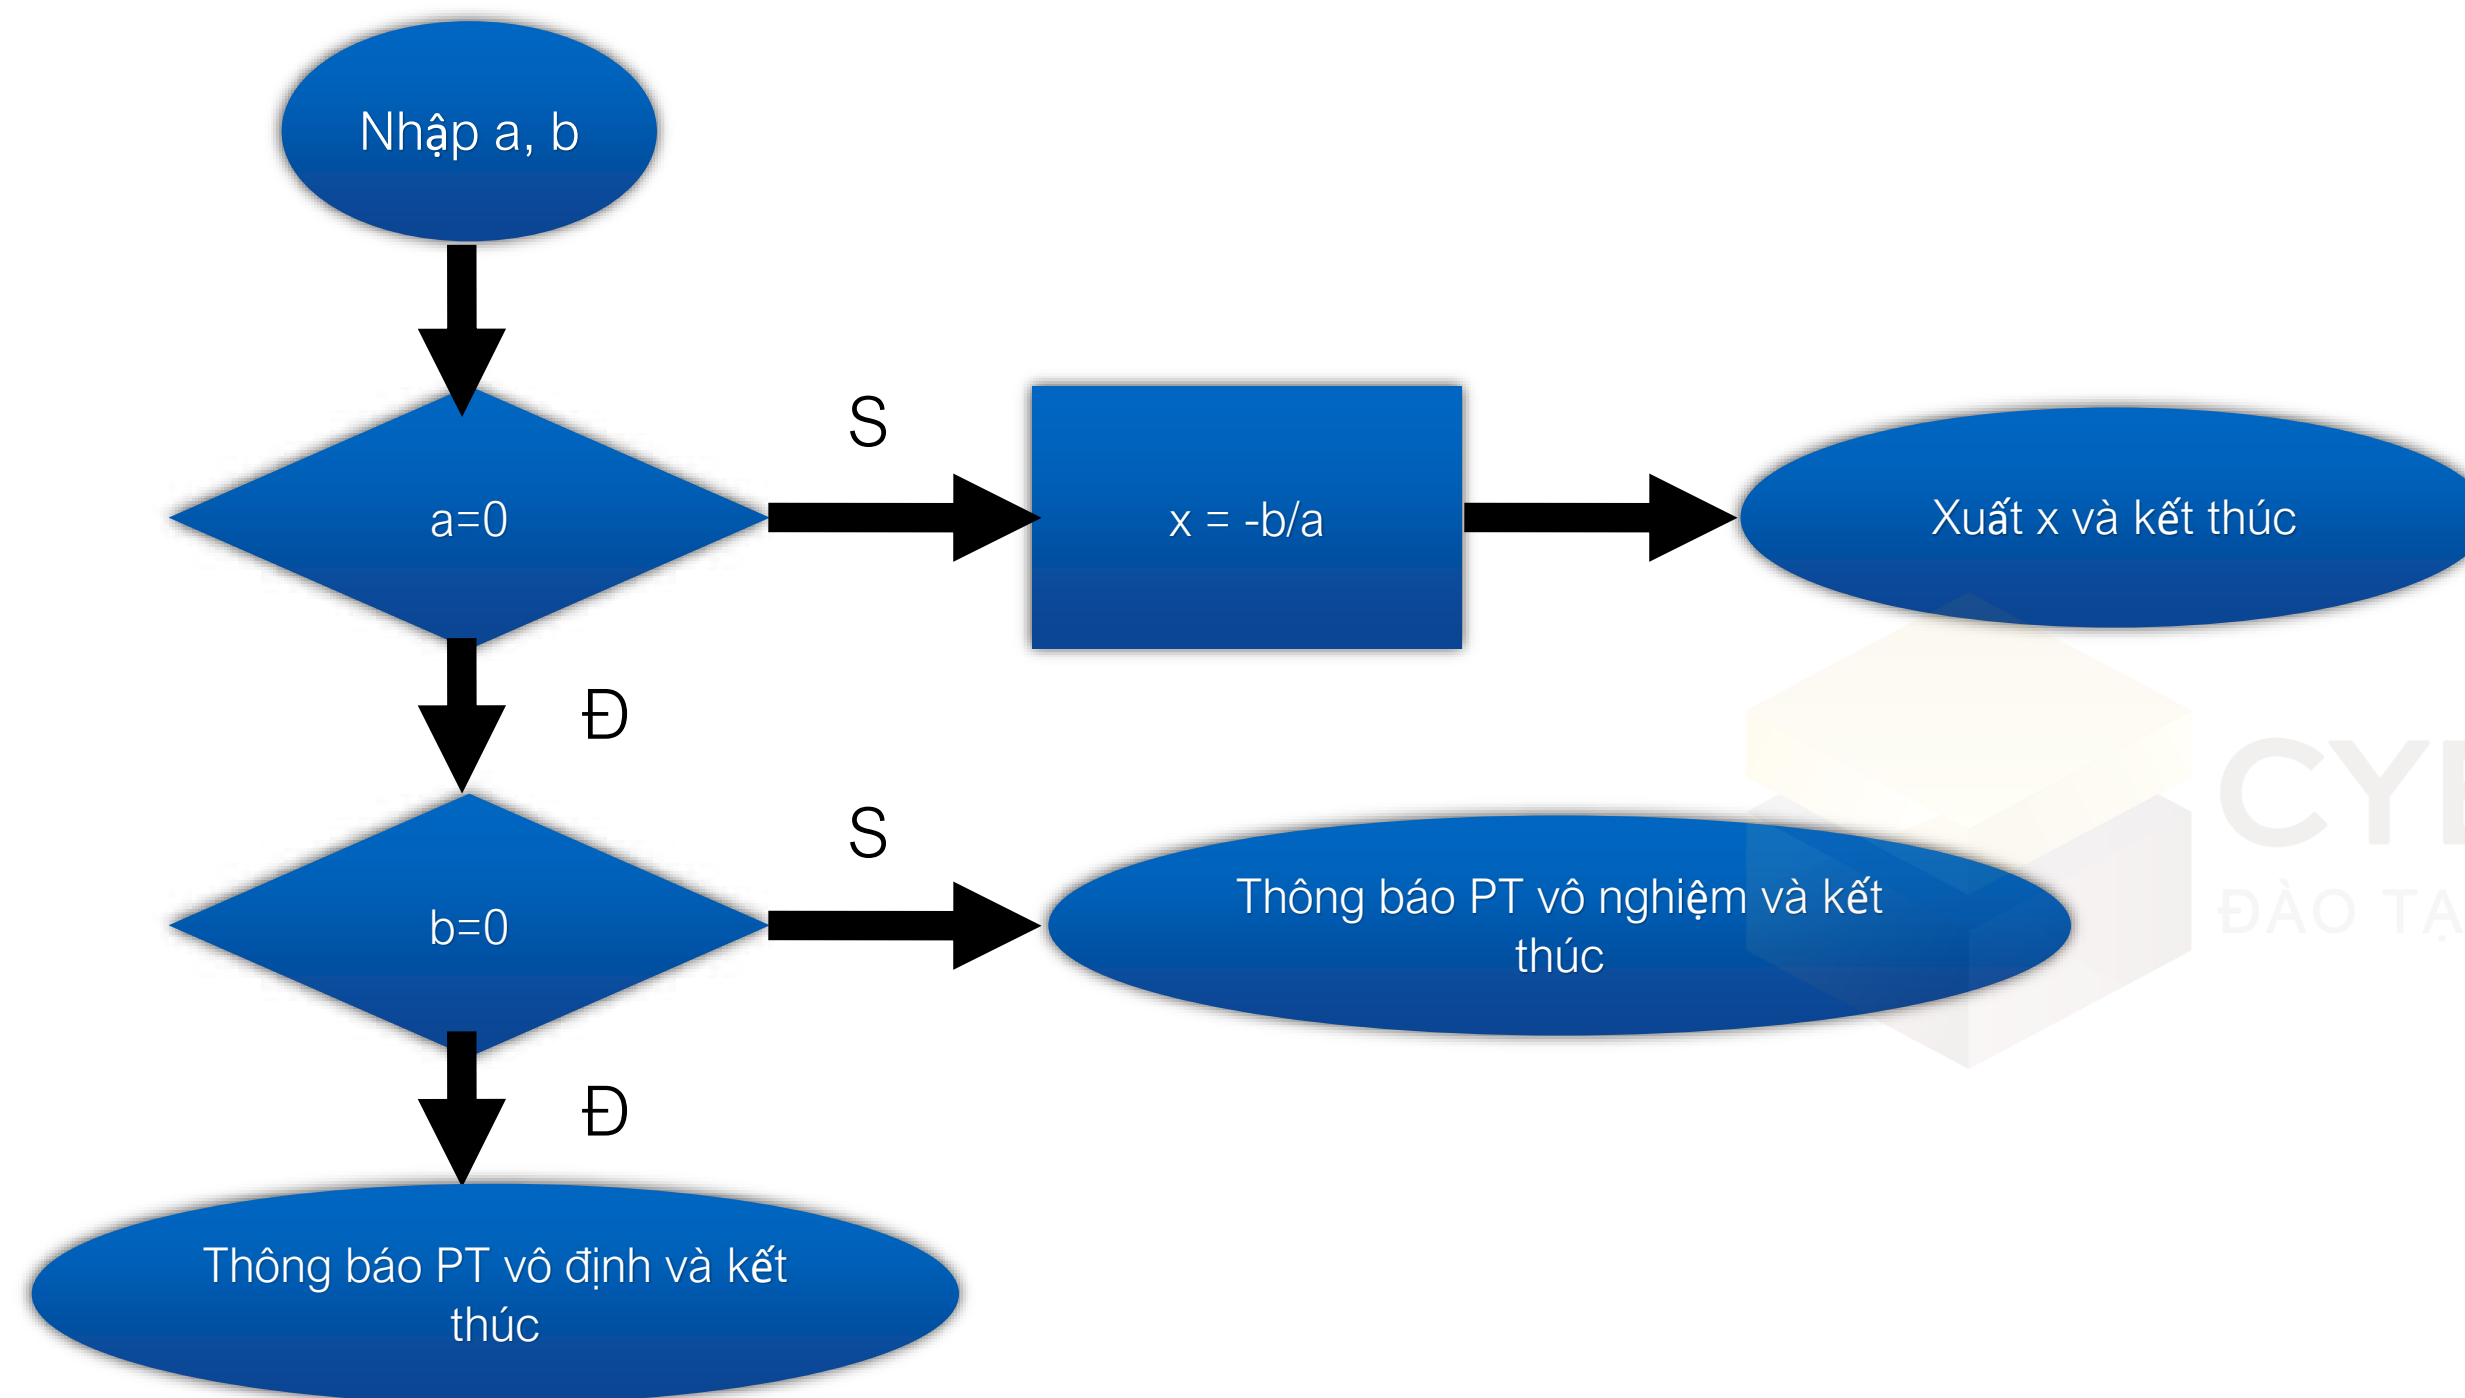 Nhập a, b
S
a=0
x = -b/a
Xuất x và kết thúc
Đ
S
b=0
Thông báo PT vô nghiệm và kết
thúc
Đ
Thông báo PT vô định và kết
thúc